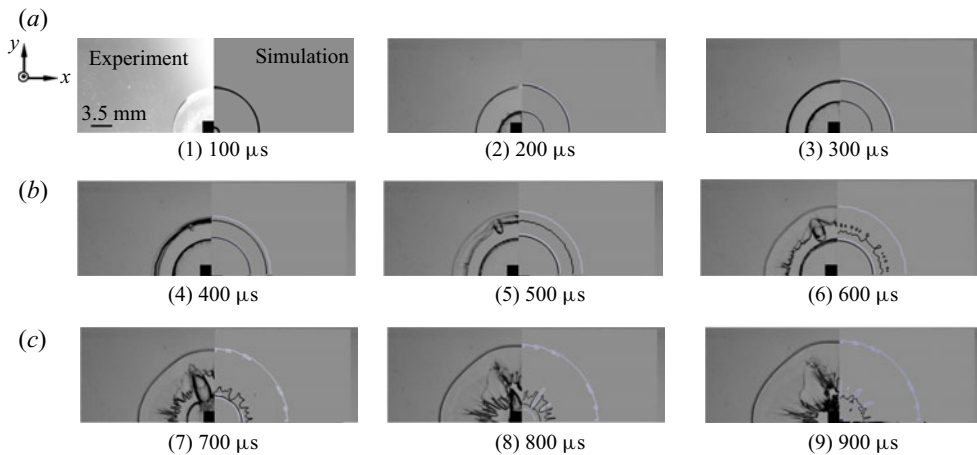 (a)
y
x
Experiment
Simulation
3.5 mm
(1) 100 μs
(2) 200 μs
(3) 300 μs
(b)
(4) 400 μs
(5) 500 μs
(6) 600 μs
(c)
(7) 700 μs
(8) 800 μs
(9) 900 μs